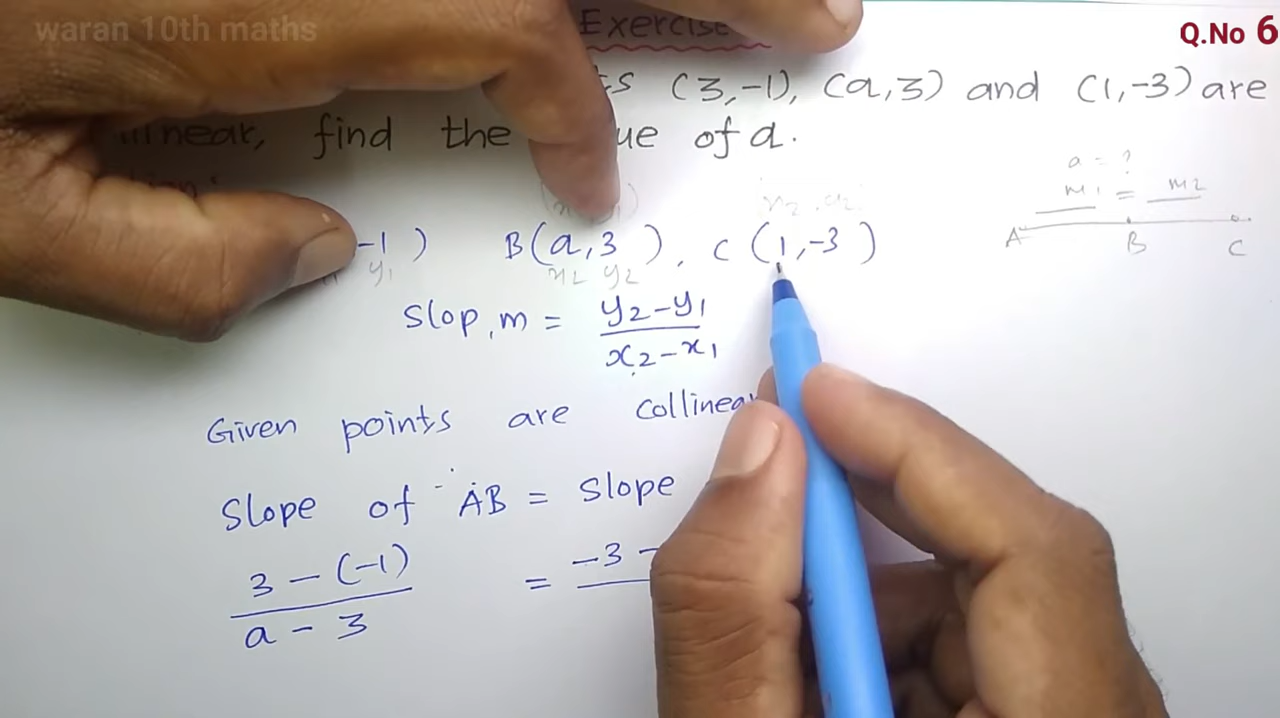 waran 10th maths
Exercise
Q.No 6
(3,-1), (a,3) and (1,-3) are
find the of a.
a = ?
m1 = m2
x2 y2
-1) B(a,3), C(1,-3)
A B C
y1 x2 y2
Slop, m = y2-y1
x2-x1
Given points are
Slope of AB = Slope
3-(-1) = -3-
a-3